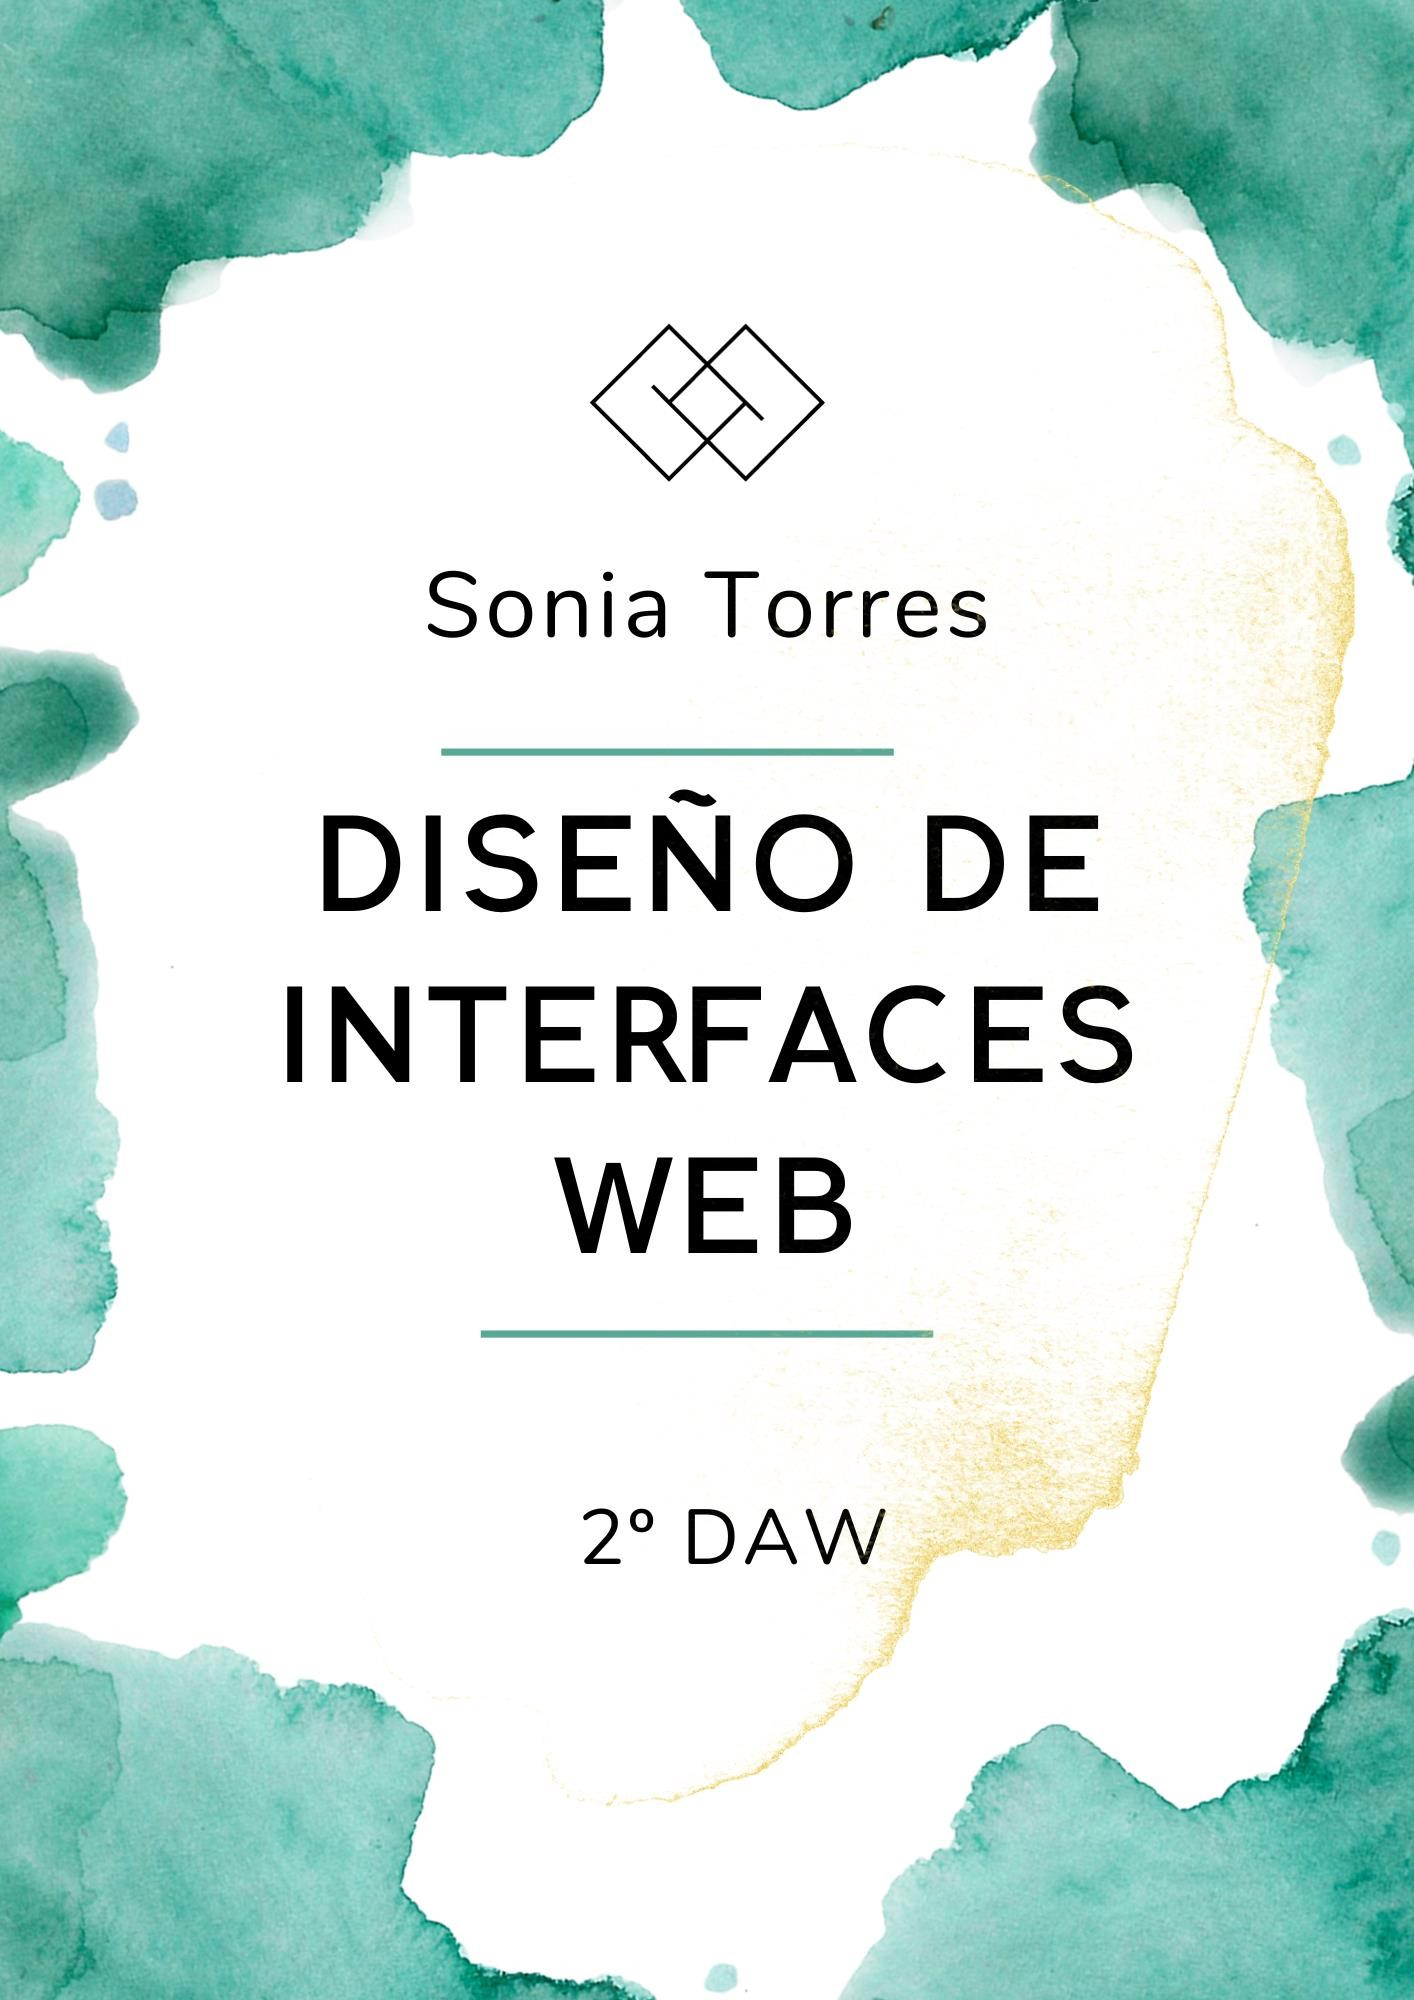 Sonia Torres
DISEÑO DE
INTERFACES
WEB
2º DAW